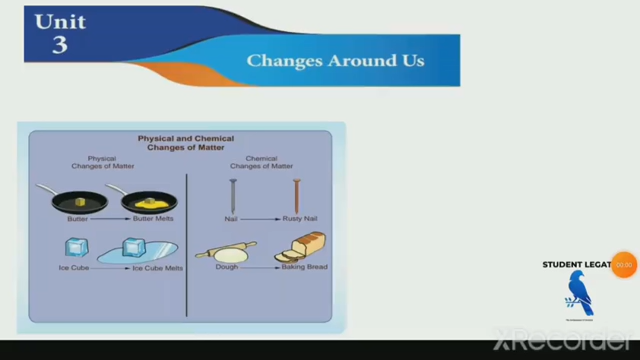 Unit
3
Changes Around Us
Physical and Chemical
Changes of Matter
Physical
Changes of Matter
Chemical
Changes of Matter
Butter
Butter Melts
Nail
Rusty Nail
Ice Cube
Ice Cube Melts
Dough
Baking Bread
STUDENT LEGAT
00:00
XRecorder